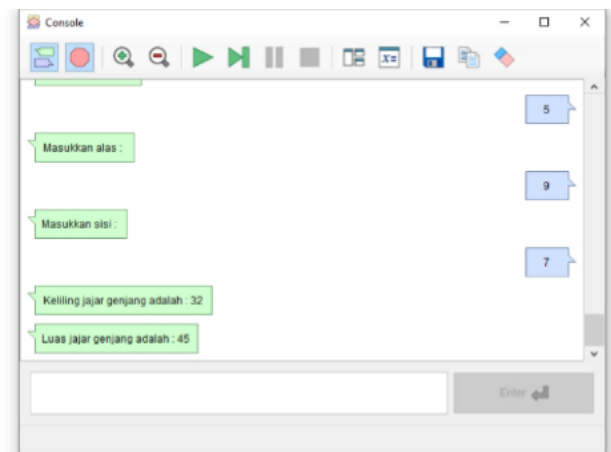 Console
5
Masukkan alas :
9
Masukkan sisi :
7
Keliling jajar genjang adalah : 32
Luas jajar genjang adalah : 45
Enter